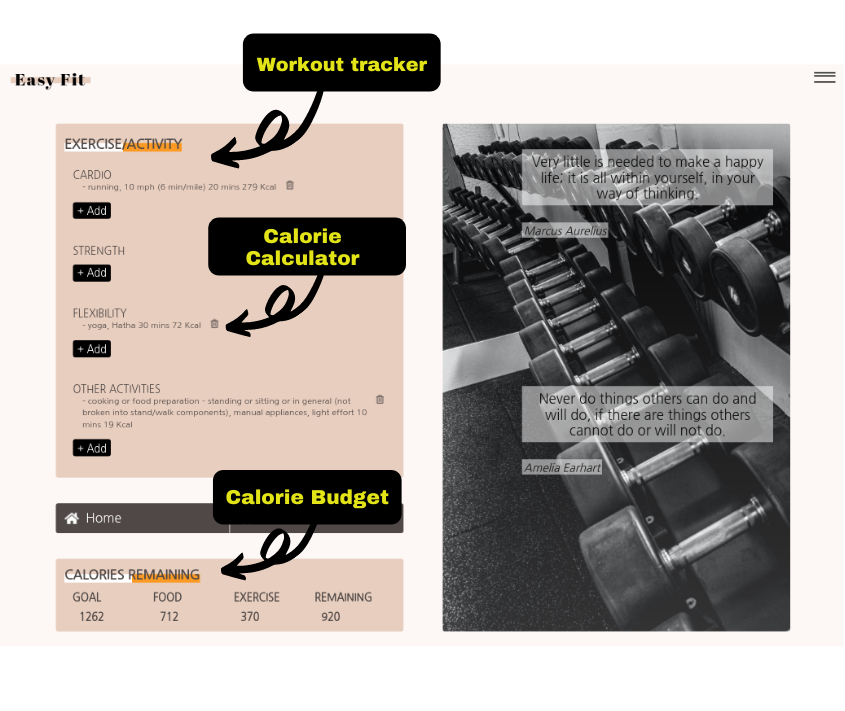 Workout tracker
Easy Fit
EXERCISE/ACTIVITY
CARDIO
- running, 10 mph (6 min/mile) 20 mins 279 Kcal
+ Add
Calorie
Calculator
STRENGTH
+ Add
FLEXIBILITY
- yoga, Hatha 30 mins 72 Kcal
+ Add
OTHER ACTIVITIES
- cooking or food preparation - standing or sitting or in general (not
broken into stand/walk components), manual appliances, light effort 10
mins 19 Kcal
+ Add
Calorie Budget
Home
CALORIES REMAINING
GOAL FOOD EXERCISE REMAINING
1262 712 370 920
Very little is needed to make a happy
life; it is all within yourself, in your
way of thinking.
Marcus Aurelius
Never do things others can do and
will do, if there are things others
cannot do or will not do.
Amelia Earhart